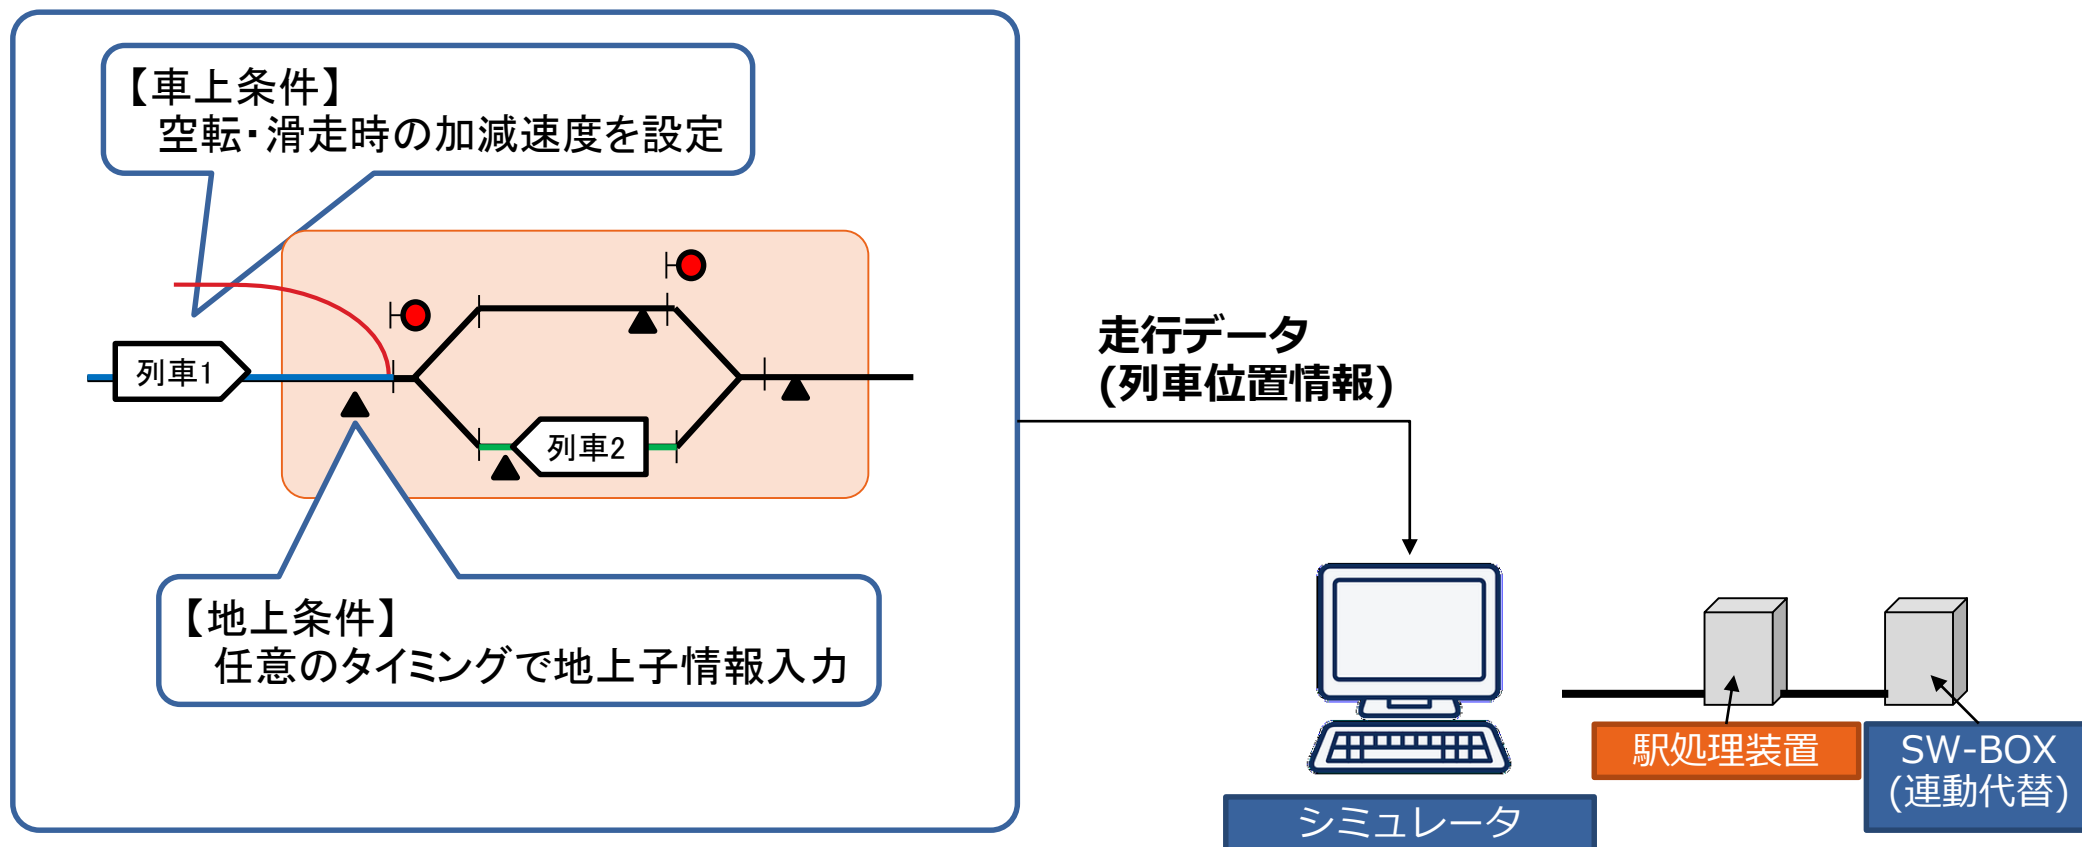 【車上条件】
空転・滑走時の加減速度を設定
列車1
列車2
【地上条件】
任意のタイミングで地上子情報入力
走行データ
(列車位置情報)
シミュレータ
駅処理装置
SW-BOX
(連動代替)